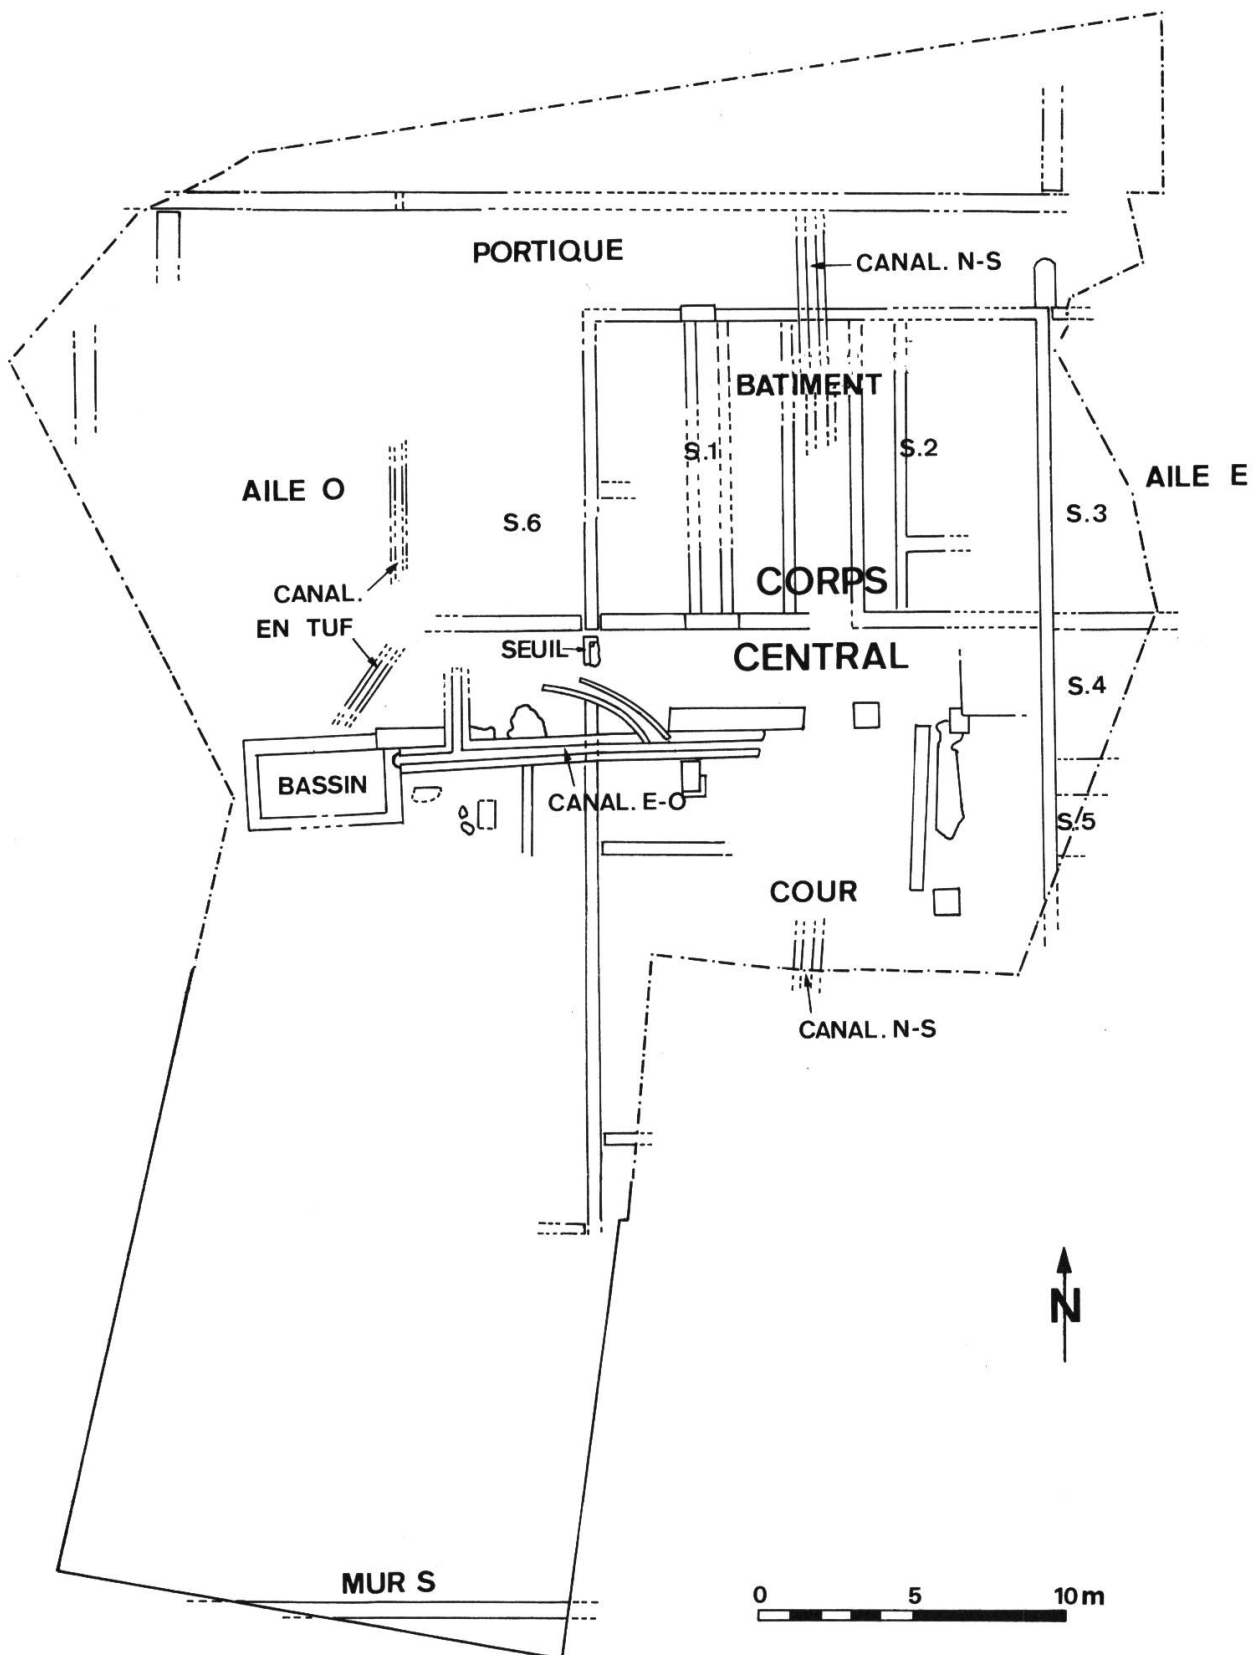 PORTIQUE
CANAL. N-S
BATIMENT
S.1
S.2
AILE O
AILE E
S.6
S.3
CORPS
CANAL.
EN TUF
SEUIL
CENTRAL
S.4
BASSIN
CANAL. E-O
S.5
COUR
CANAL. N-S
N
MUR S
0 5 10 m